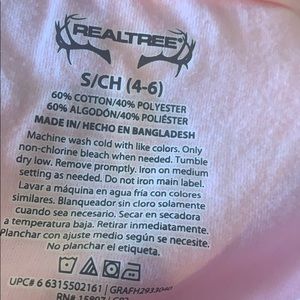 REALTREE®
S/CH (4-6)
60% COTTON/40% POLYESTER
60% ALGODÓN/40% POLIÉSTER
MADE IN/ HECHO EN BANGLADESH
Machine wash cold with like colors. Only
non-chlorine bleach when needed. Tumble
dry low. Remove promptly. Iron on medium
setting as needed. Do not iron main label.
Lavar a máquina en agua fría con colores
similares. Blanqueador sin cloro solamente
cuando sea necesario. Secar en secadora
a temperatura baja. Retirar inmediatamente.
Planchar con ajuste medio según se necesite.
No planchar el etiqueta.
UPC# 6 6315502161 | GRAFH2933040
RN# 15807